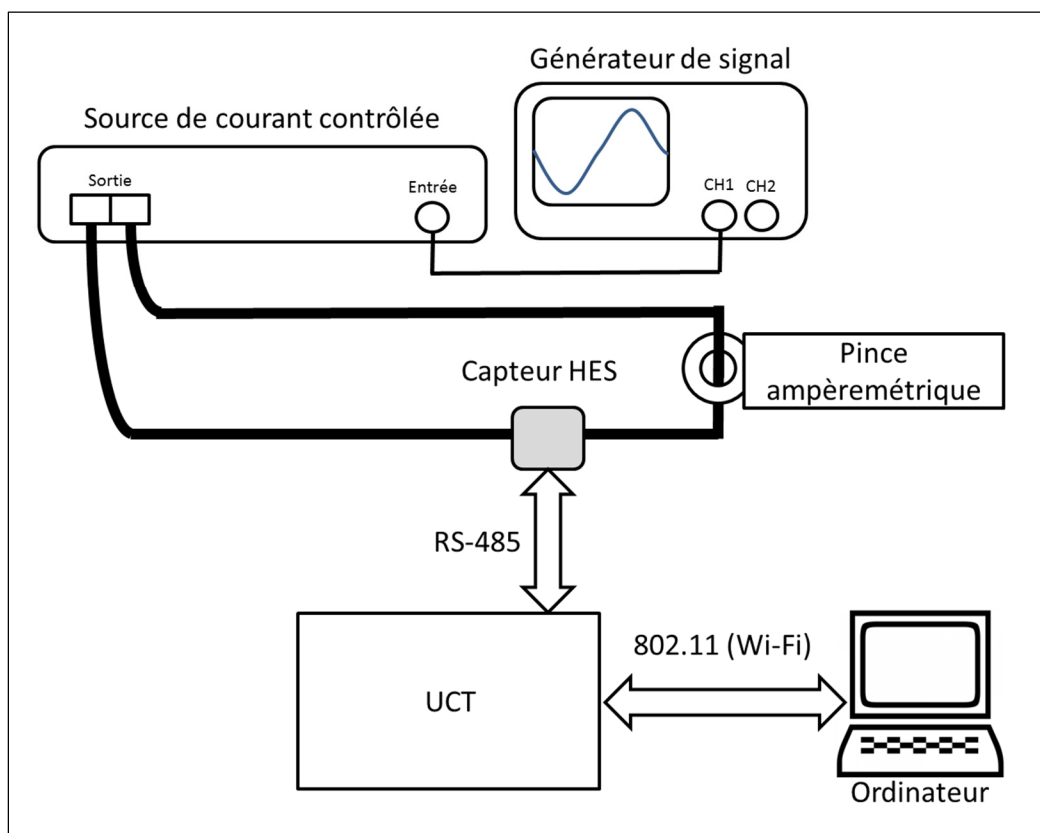 Générateur de signal
Source de courant contrôlée
Sortie
Entrée
CH1
CH2
Capteur HES
Pince
ampèremétrique
RS-485
802.11 (Wi-Fi)
UCT
Ordinateur